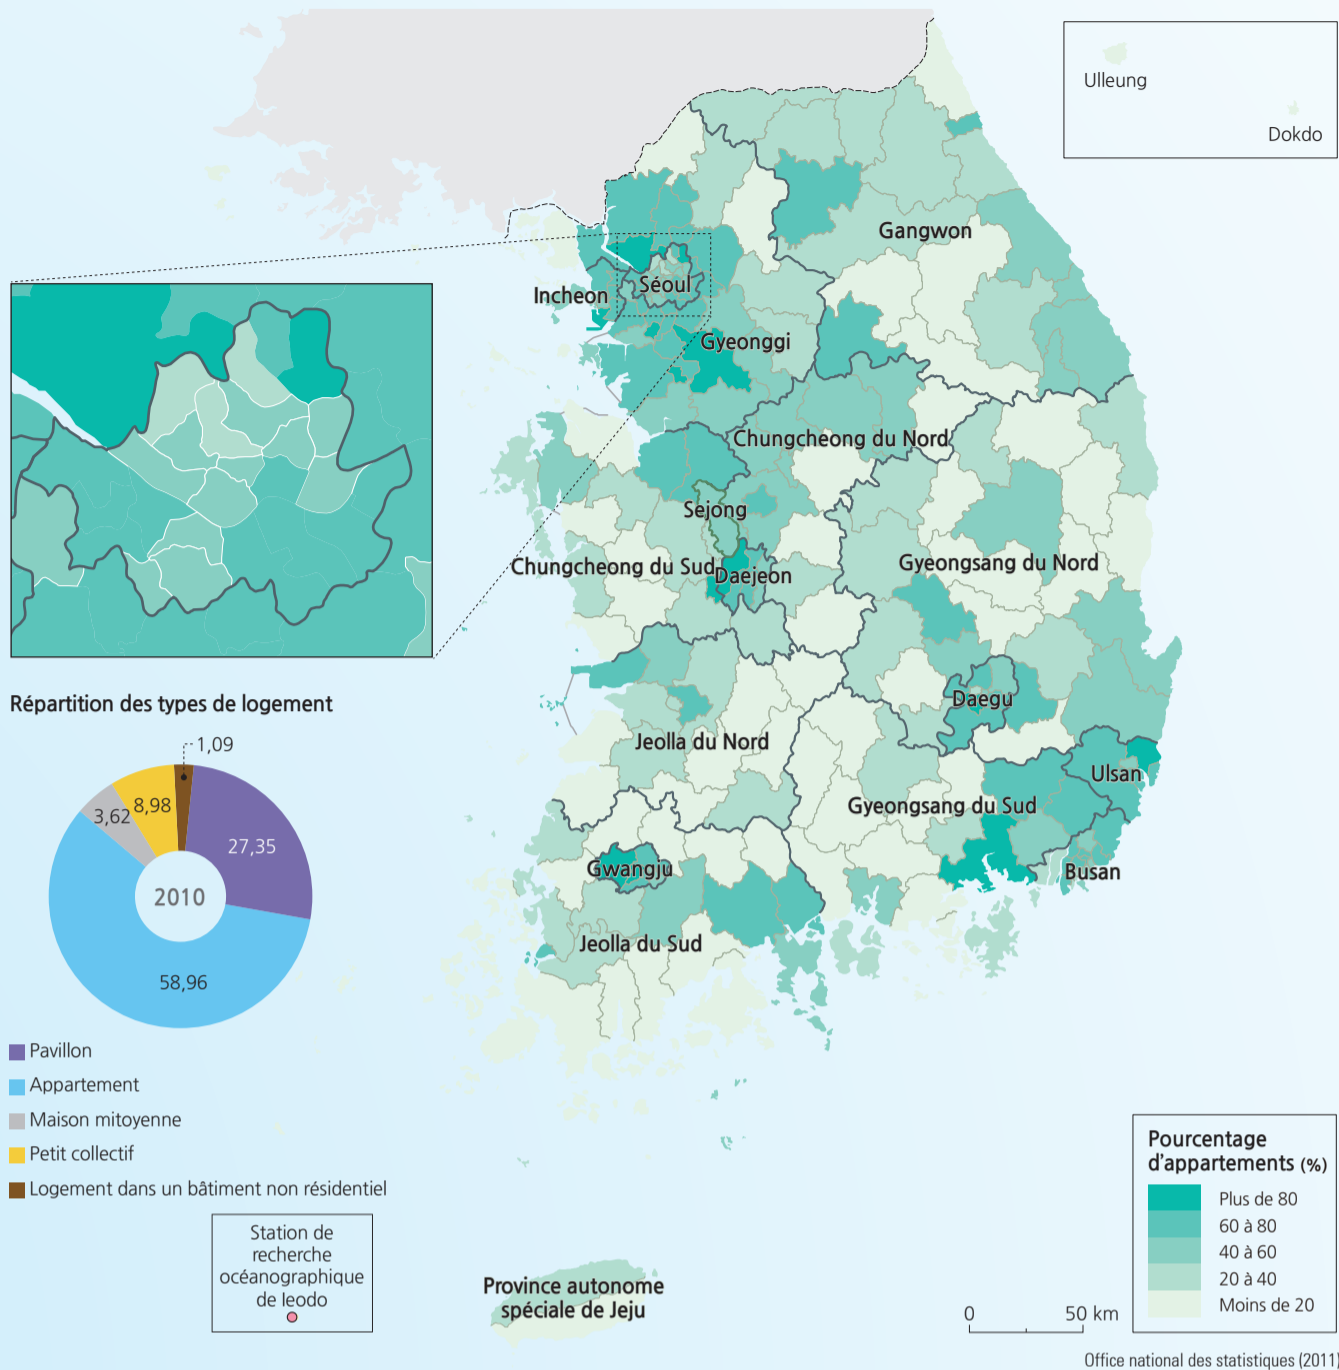 Ulleung
Dokdo
Gangwon
Incheon
Séoul
Gyeonggi
Chungcheong du Nord
Sejong
Chungcheong du Sud
Daejeon
Gyeongsang du Nord
Daegu
Jeolla du Nord
Ulsan
Gyeongsang du Sud
Gwangju
Busan
Jeolla du Sud
Province autonome
spéciale de Jeju
Répartition des types de logement
1,09
8,98
3,62
27,35
2010
58,96
Pavillon
Appartement
Maison mitoyenne
Petit collectif
Logement dans un bâtiment non résidentiel
Station de
recherche
océanographique
de Ieodo
Pourcentage
d'appartements (%)
Plus de 80
60 à 80
40 à 60
20 à 40
Moins de 20
0 50 km
Office national des statistiques (2011)